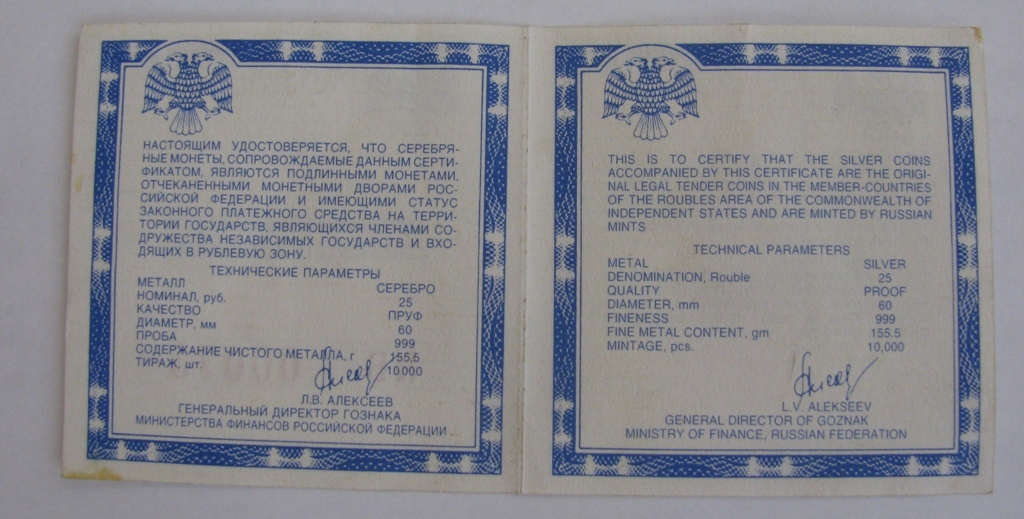 НАСТОЯЩИМ УДОСТОВЕРЯЕТСЯ, ЧТО СЕРЕБРЯ-
НЫЕ МОНЕТЫ, СОПРОВОЖДАЕМЫЕ ДАННЫМ СЕРТИ-
ФИКАТОМ, ЯВЛЯЮТСЯ ПОДЛИННЫМИ МОНЕТАМИ,
ОТЧЕКАНЕННЫМИ МОНЕТНЫМИ ДВОРАМИ РОС-
СИЙСКОЙ ФЕДЕРАЦИИ И ИМЕЮЩИМИ СТАТУС
ЗАКОННОГО ПЛАТЕЖНОГО СРЕДСТВА НА ТЕРРИ-
ТОРИИ ГОСУДАРСТВ, ЯВЛЯЮЩИХСЯ ЧЛЕНАМИ СО-
ДРУЖЕСТВА НЕЗАВИСИМЫХ ГОСУДАРСТВ И ВХО-
ДЯЩИХ В РУБЛЕВУЮ ЗОНУ.
ТЕХНИЧЕСКИЕ ПАРАМЕТРЫ
МЕТАЛЛ СЕРЕБРО
НОМИНАЛ, руб. 25
КАЧЕСТВО ПРУФ
ДИАМЕТР, мм 60
ПРОБА 999
СОДЕРЖАНИЕ ЧИСТОГО МЕТАЛЛА, г 155,5
ТИРАЖ, шт. 10 000
Л.В. АЛЕКСЕЕВ
ГЕНЕРАЛЬНЫЙ ДИРЕКТОР ГОЗНАКА
МИНИСТЕРСТВА ФИНАНСОВ РОССИЙСКОЙ ФЕДЕРАЦИИ
THIS IS TO CERTIFY THAT THE SILVER COINS
ACCOMPANIED BY THIS CERTIFICATE ARE THE ORIGI-
NAL LEGAL TENDER COINS IN THE MEMBER-COUNTRIES
OF THE ROUBLES AREA OF THE COMMONWEALTH OF
INDEPENDENT STATES AND ARE MINTED BY RUSSIAN
MINTS
TECHNICAL PARAMETERS
METAL SILVER
DENOMINATION, Rouble 25
QUALITY PROOF
DIAMETER, mm 60
FINENESS 999
FINE METAL CONTENT, gm 155.5
MINTAGE, pcs. 10,000
L.V. ALEKSEEV
GENERAL DIRECTOR OF GOZNAK
MINISTRY OF FINANCE, RUSSIAN FEDERATION